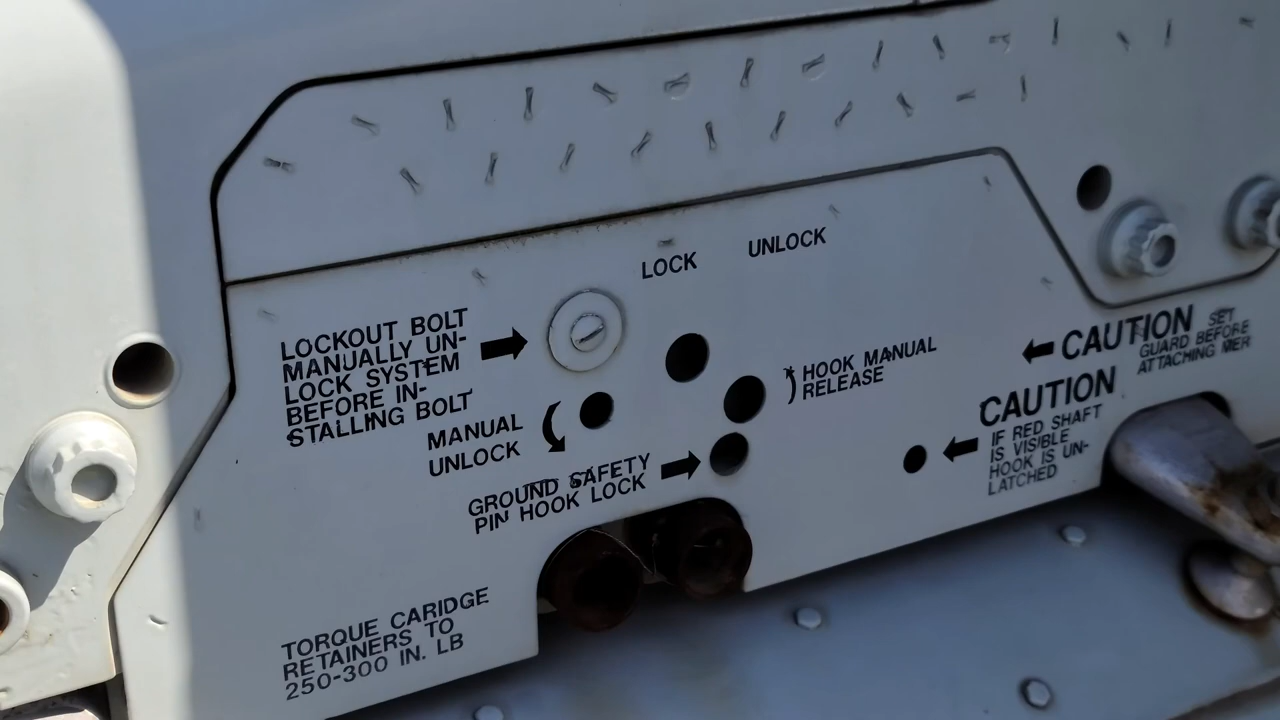 LOCK UNLOCK
LOCKOUT BOLT
MANUALLY UN-
LOCK SYSTEM
BEFORE IN-
STALLING BOLT
MANUAL
UNLOCK
HOOK MANUAL
RELEASE
CAUTION SET
GUARD BEFORE
ATTACHING MER
CAUTION
IF RED SHAFT
IS VISIBLE
HOOK IS UN-
LATCHED
GROUND SAFETY
PIN HOOK LOCK
TORQUE CARIDGE
RETAINERS TO
250-300 IN. LB